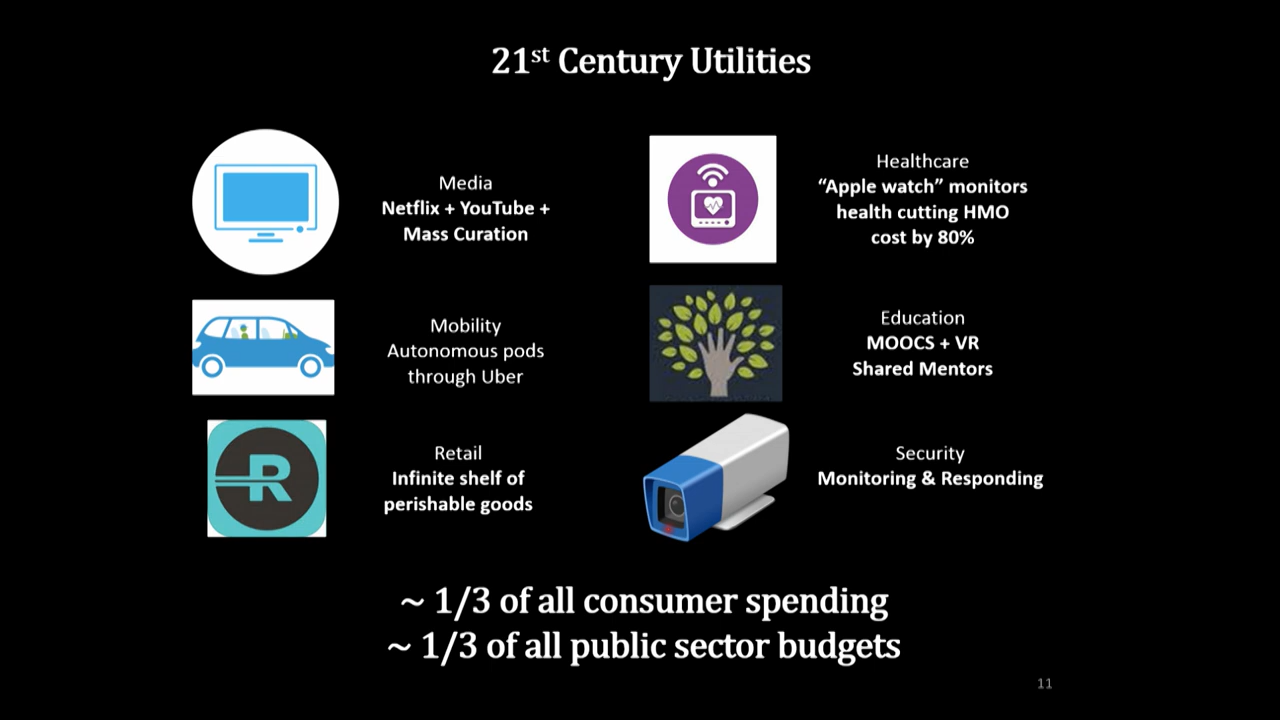 21st Century Utilities
Media
Netflix + YouTube +
Mass Curation
Healthcare
“Apple watch” monitors
health cutting HMO
cost by 80%
Mobility
Autonomous pods
through Uber
Education
MOOCS + VR
Shared Mentors
R
Retail
Infinite shelf of
perishable goods
Security
Monitoring & Responding
~ 1/3 of all consumer spending
~ 1/3 of all public sector budgets
11